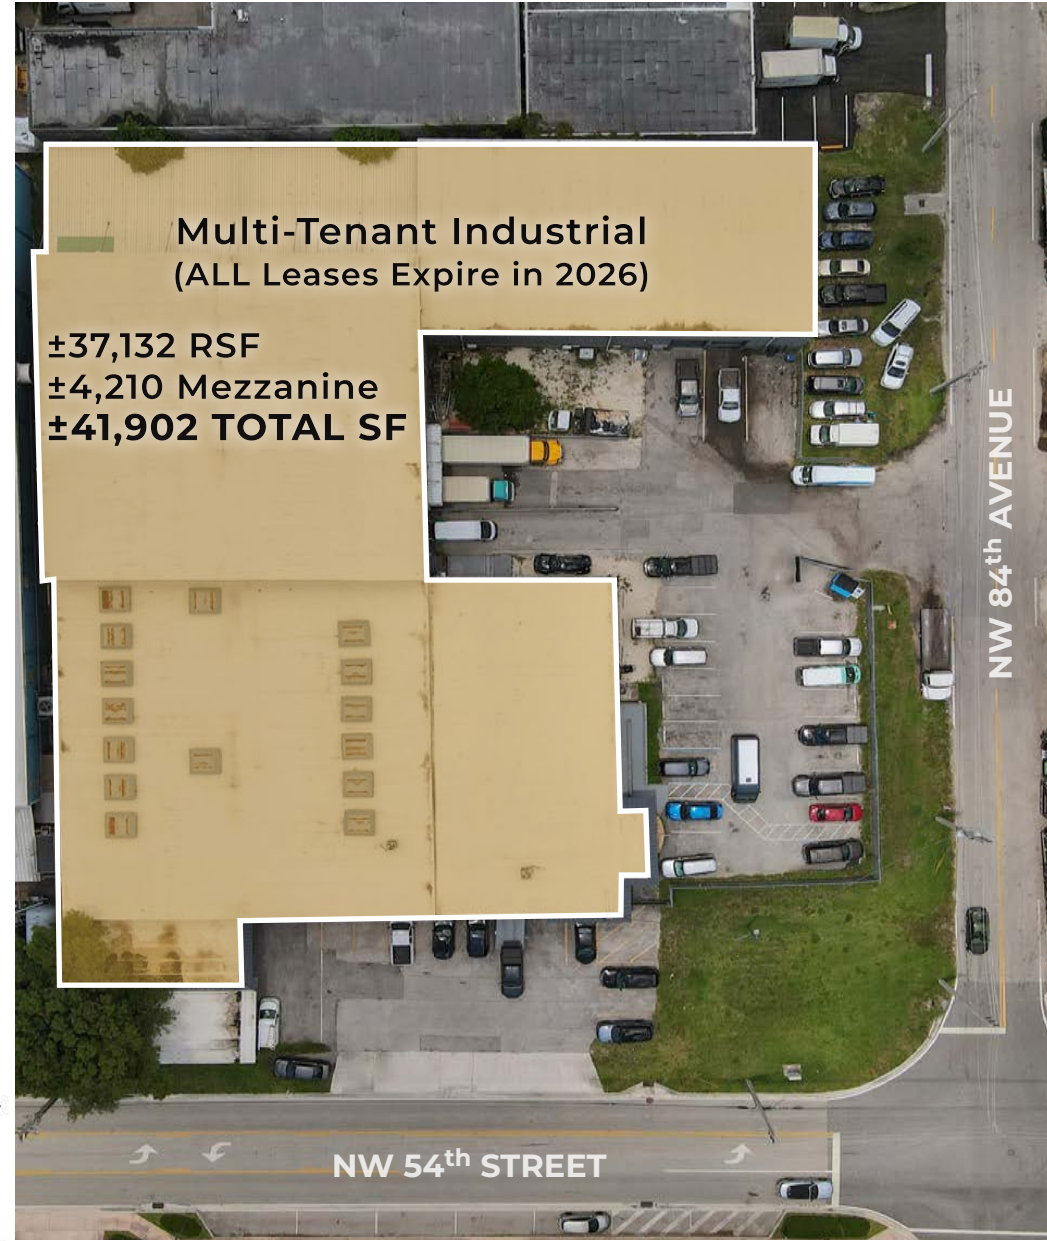 Multi-Tenant Industrial
(ALL Leases Expire in 2026)
±37,132 RSF
±4,210 Mezzanine
±41,902 TOTAL SF
NW 84th AVENUE
NW 54th STREET